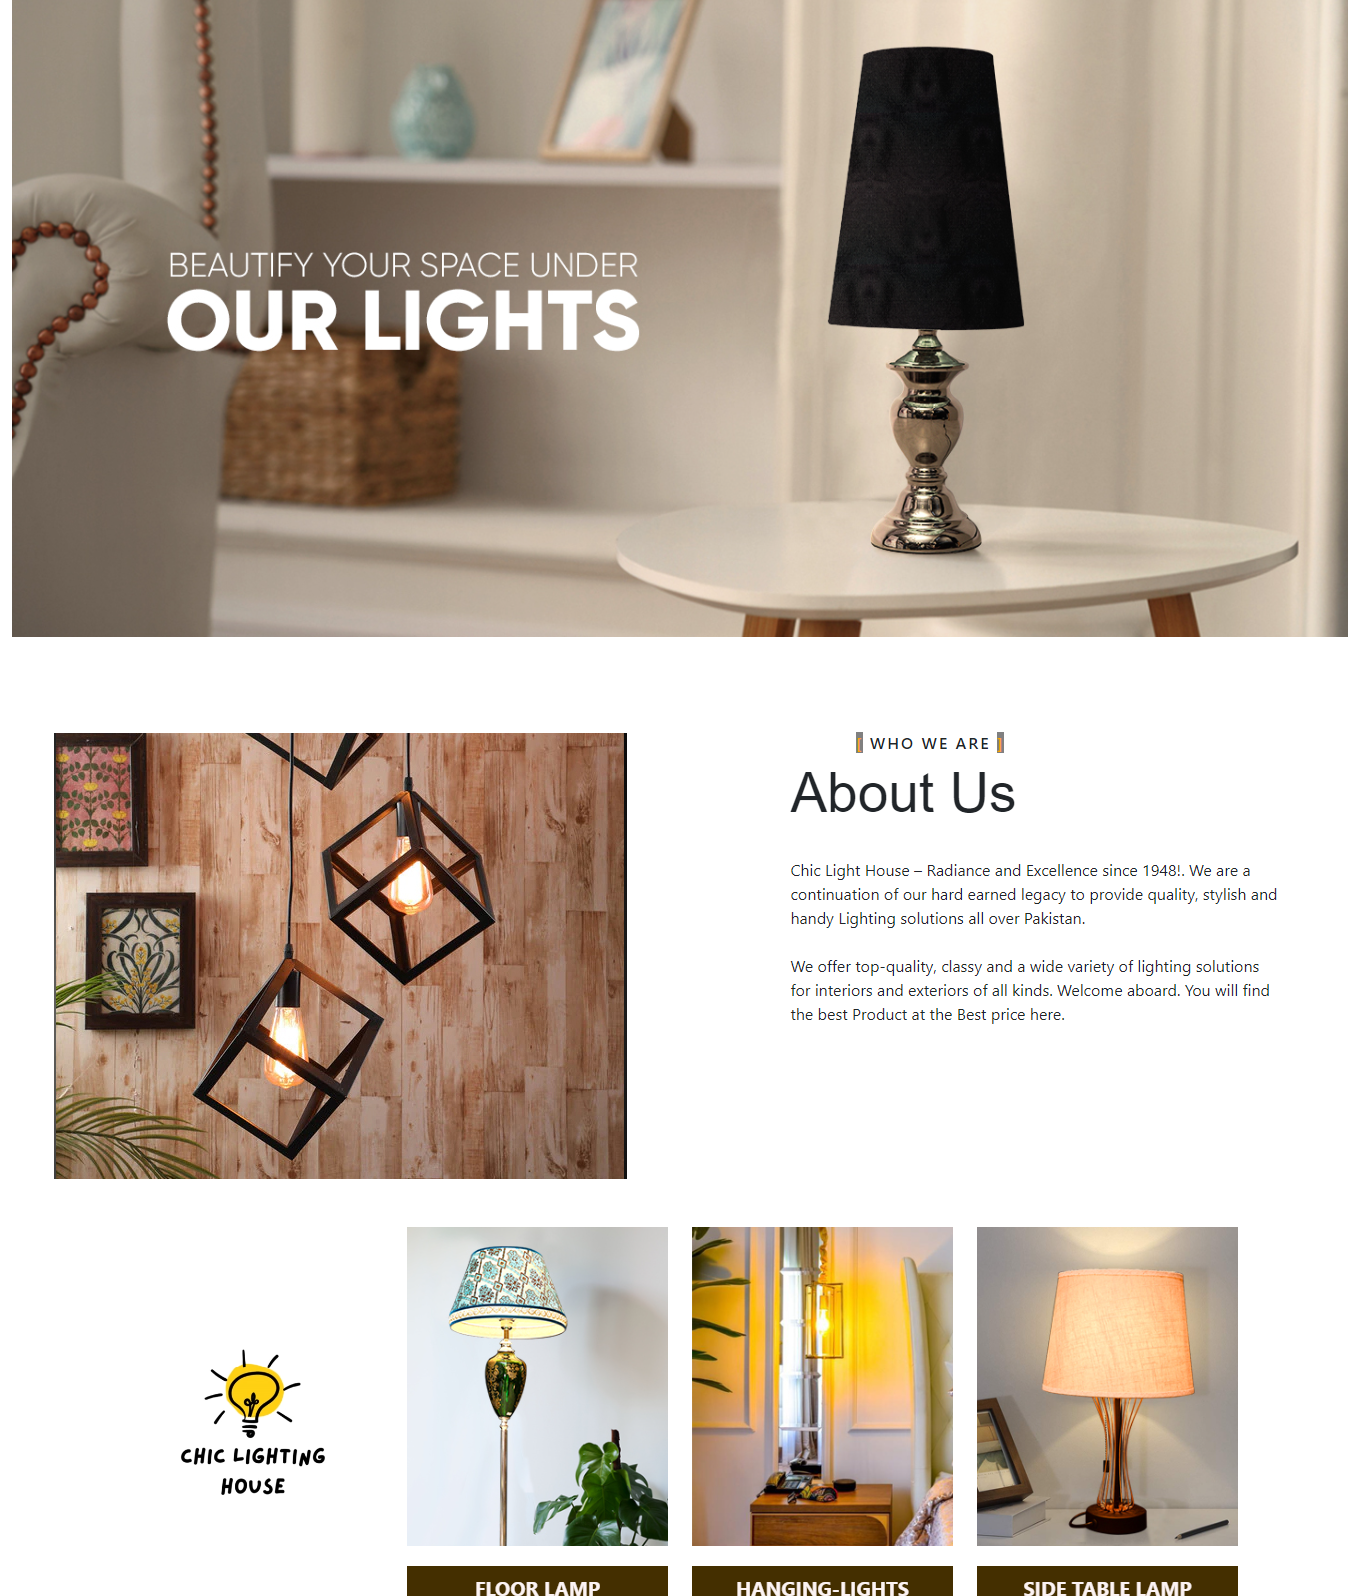 BEAUTIFY YOUR SPACE UNDER
OUR LIGHTS
[ WHO WE ARE ]
About Us
Chic Light House – Radiance and Excellence since 1948!. We are a
continuation of our hard earned legacy to provide quality, stylish and
handy Lighting solutions all over Pakistan.
We offer top-quality, classy and a wide variety of lighting solutions
for interiors and exteriors of all kinds. Welcome aboard. You will find
the best Product at the Best price here.
CHIC LIGHTING
HOUSE
FLOOR LAMP
HANGING-LIGHTS
SIDE TABLE LAMP